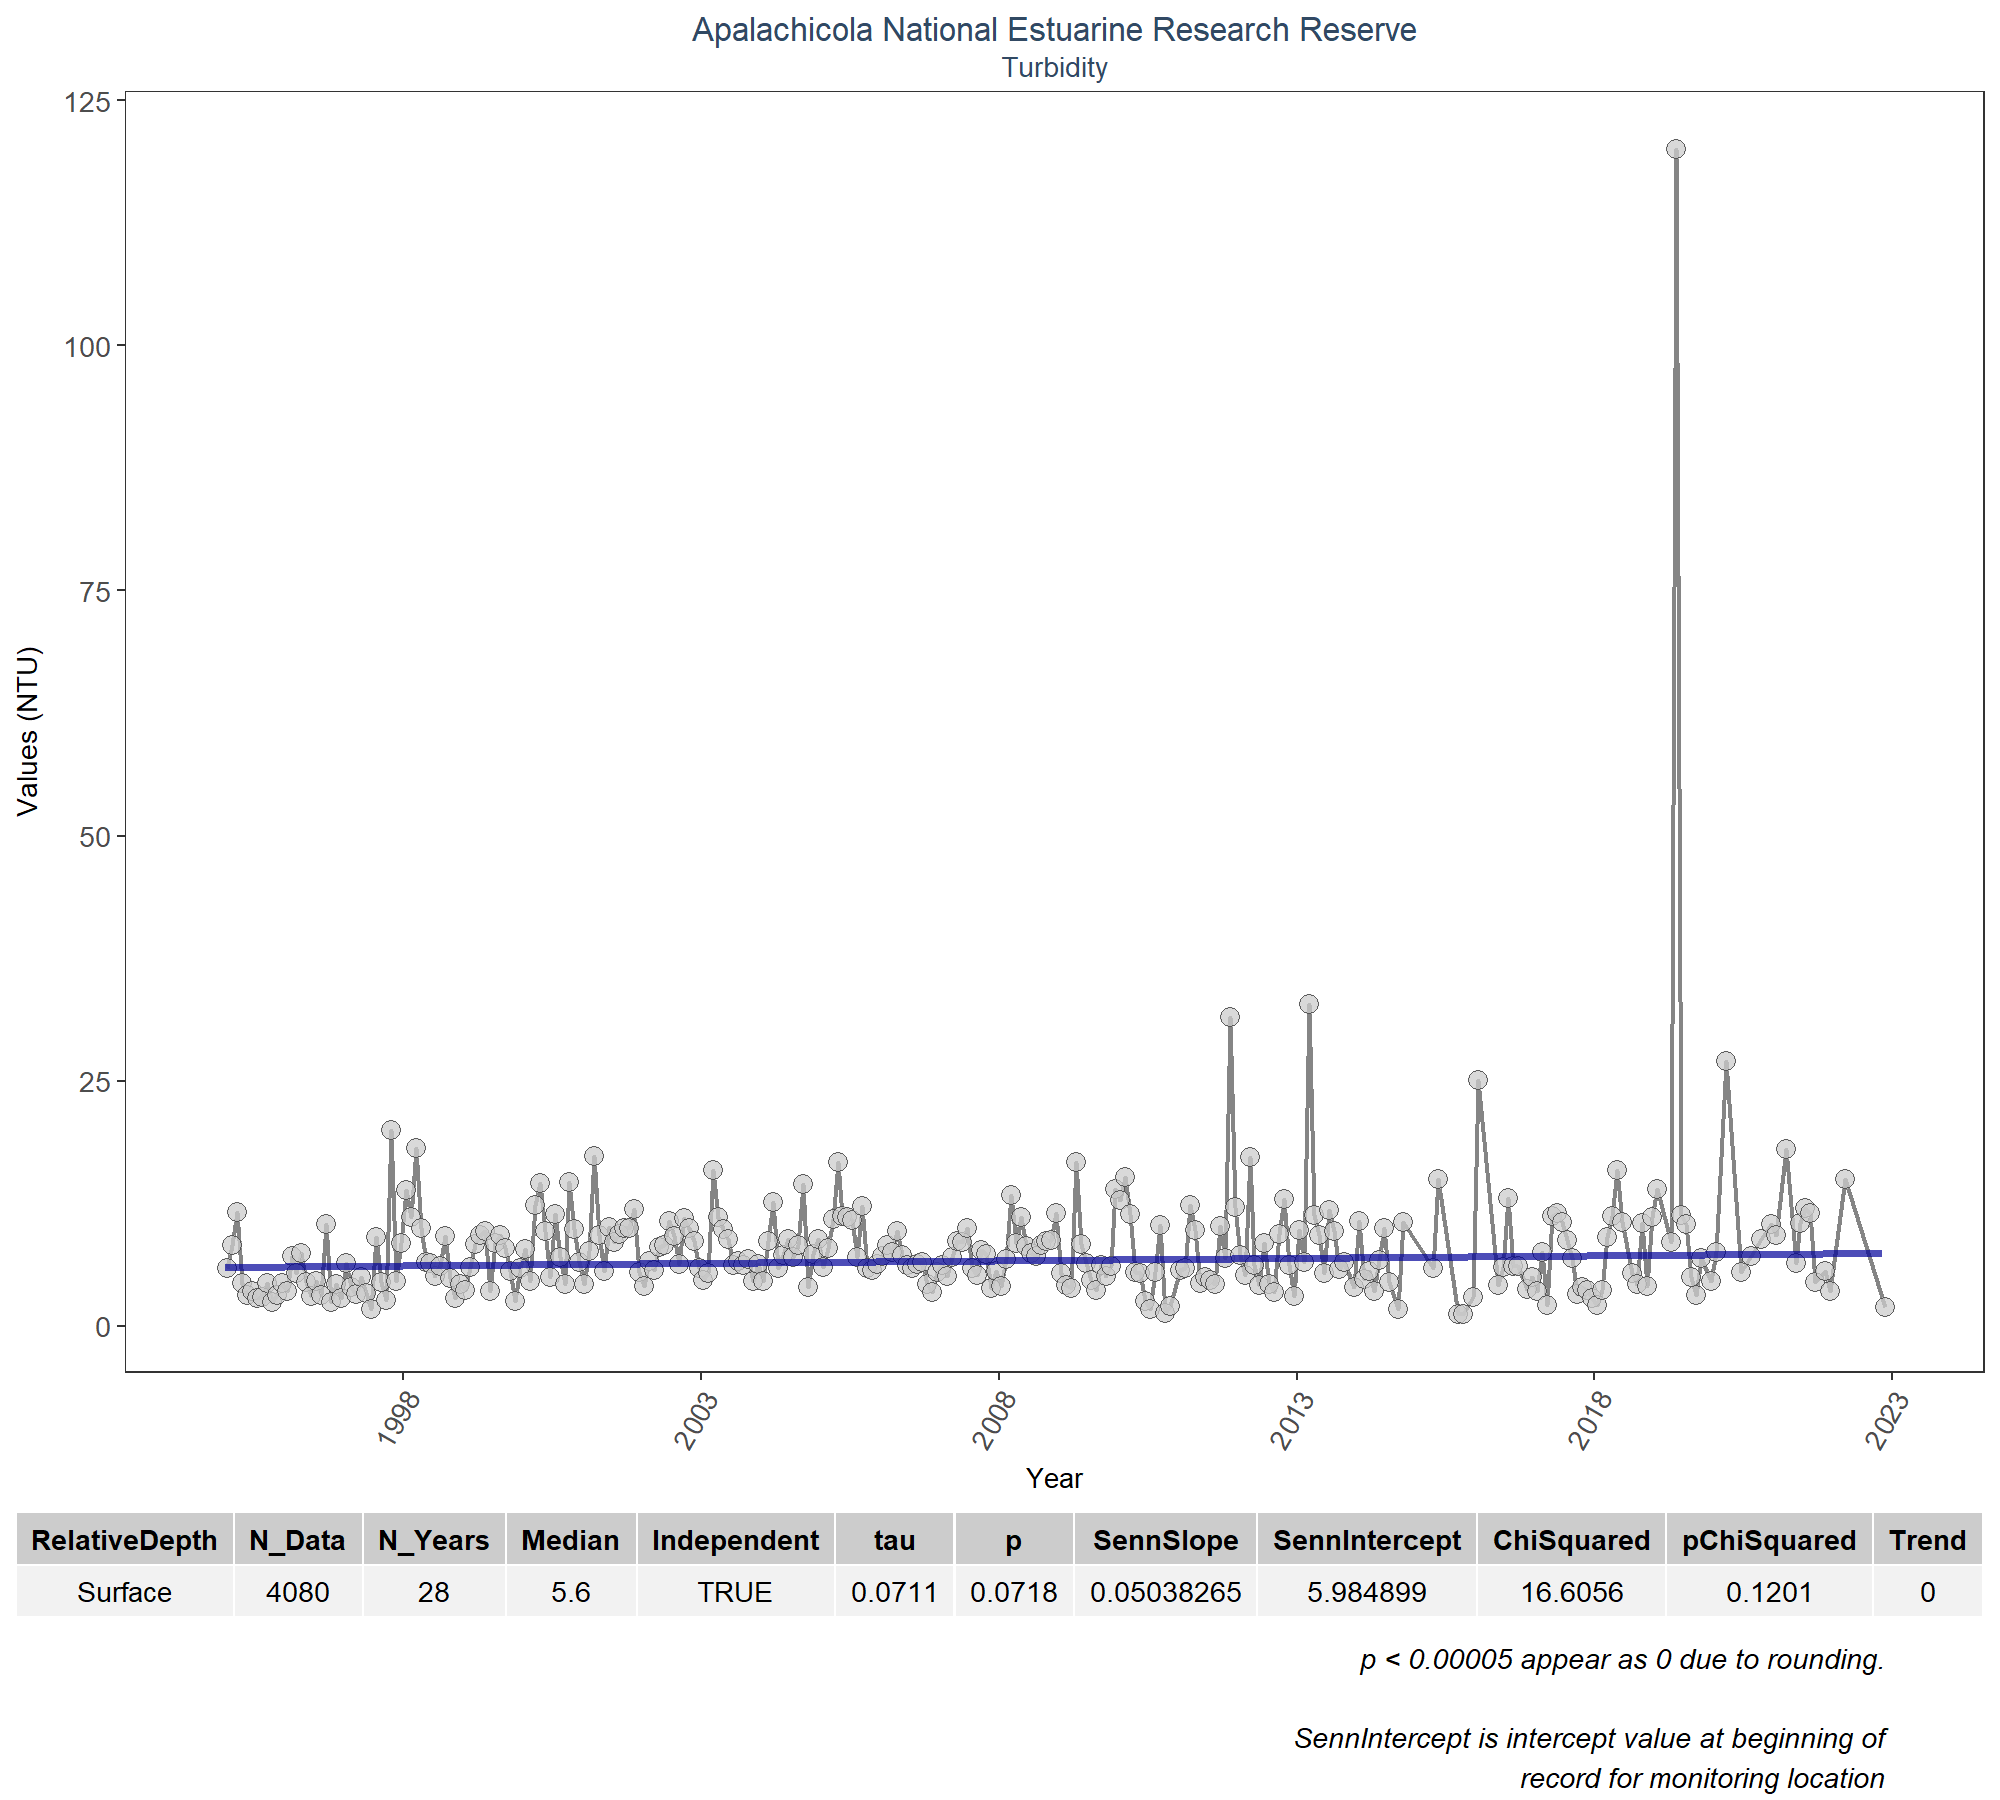 Apalachicola National Estuarine Research Reserve
Turbidity
Values (NTU)
125
100
75
50
25
0
1998 2003 2008 2013 2018 2023
Year
RelativeDepth N_Data N_Years Median Independent tau p SennSlope SennIntercept ChiSquared pChiSquared Trend
Surface 4080 28 5.6 TRUE 0.0711 0.0718 0.05038265 5.984899 16.6056 0.1201 0
p < 0.00005 appear as 0 due to rounding.
SennIntercept is intercept value at beginning of
record for monitoring location